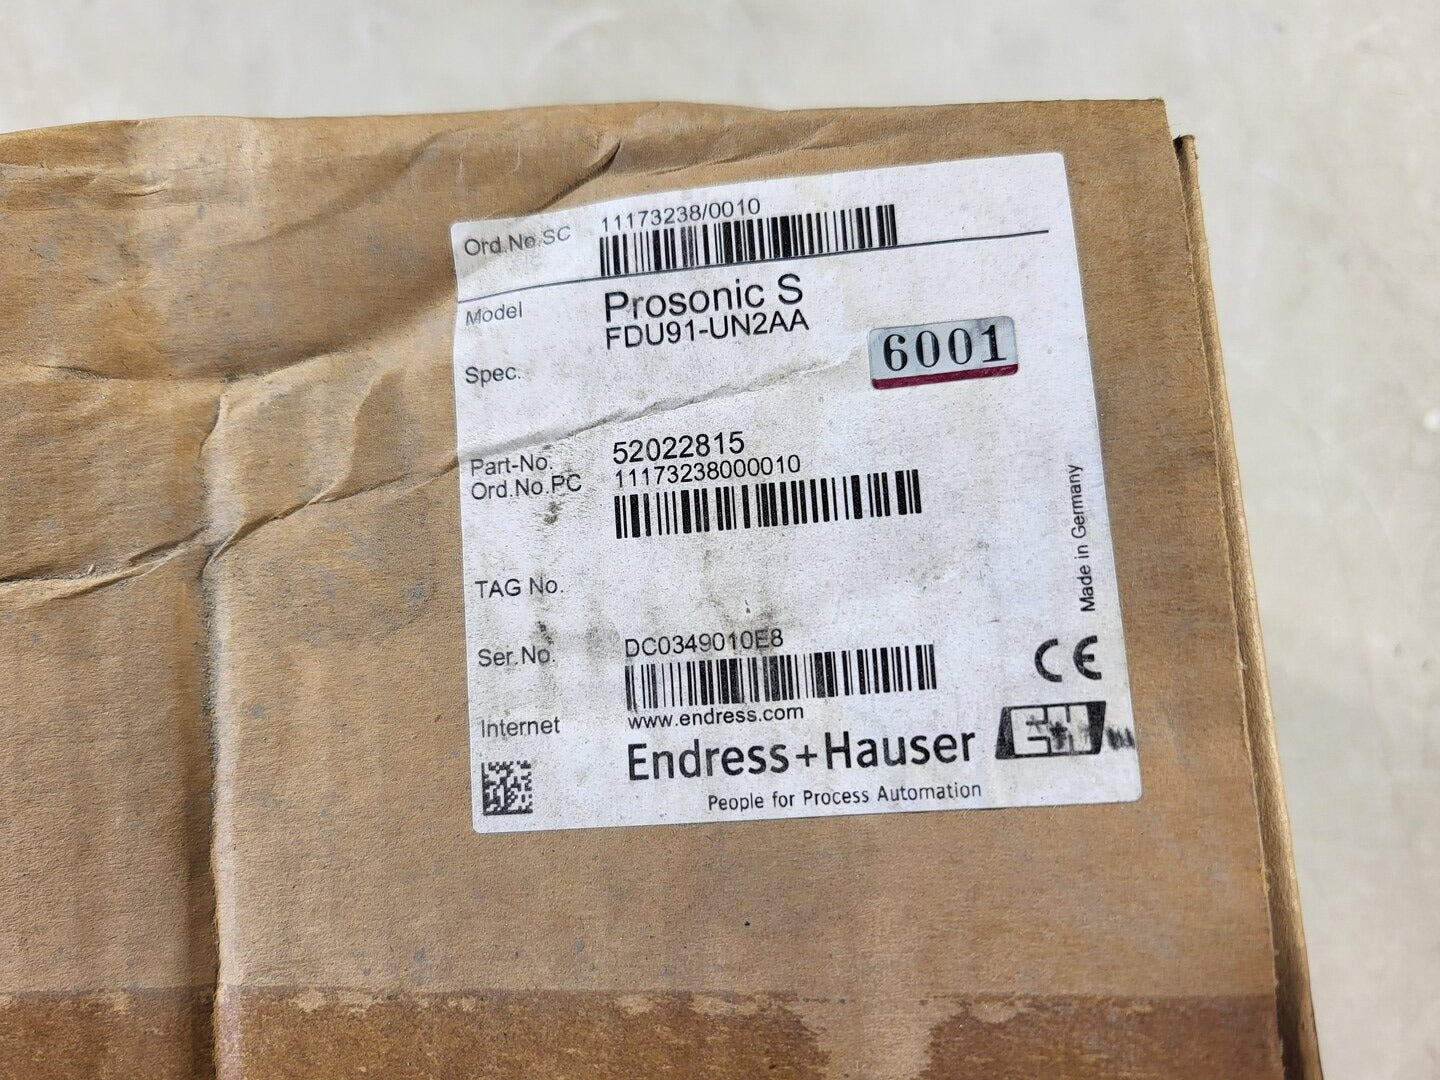 Ord.No.SC 11173238/0010
Model Prosonic S
FDU91-UN2AA
6001
Spec.
Part-No. 52022815
Ord.No.PC 11173238000010
Made in Germany
TAG No.
Ser.No. DC0349010E8
CE
Internet www.endress.com
Endress+Hauser EH
People for Process Automation